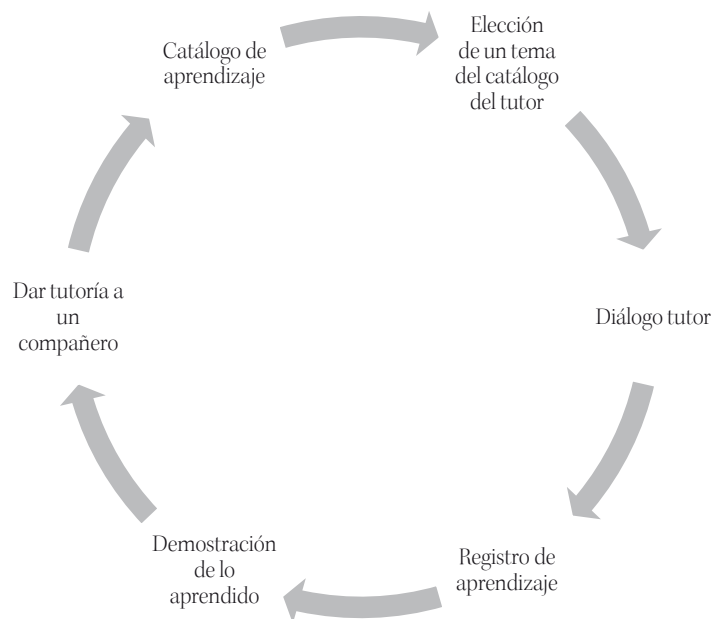 Catálogo de
aprendizaje
Elección
de un tema
del catálogo
del tutor
Diálogo tutor
Registro de
aprendizaje
Demostración
de lo
aprendido
Dar tutoría a
un
compañero